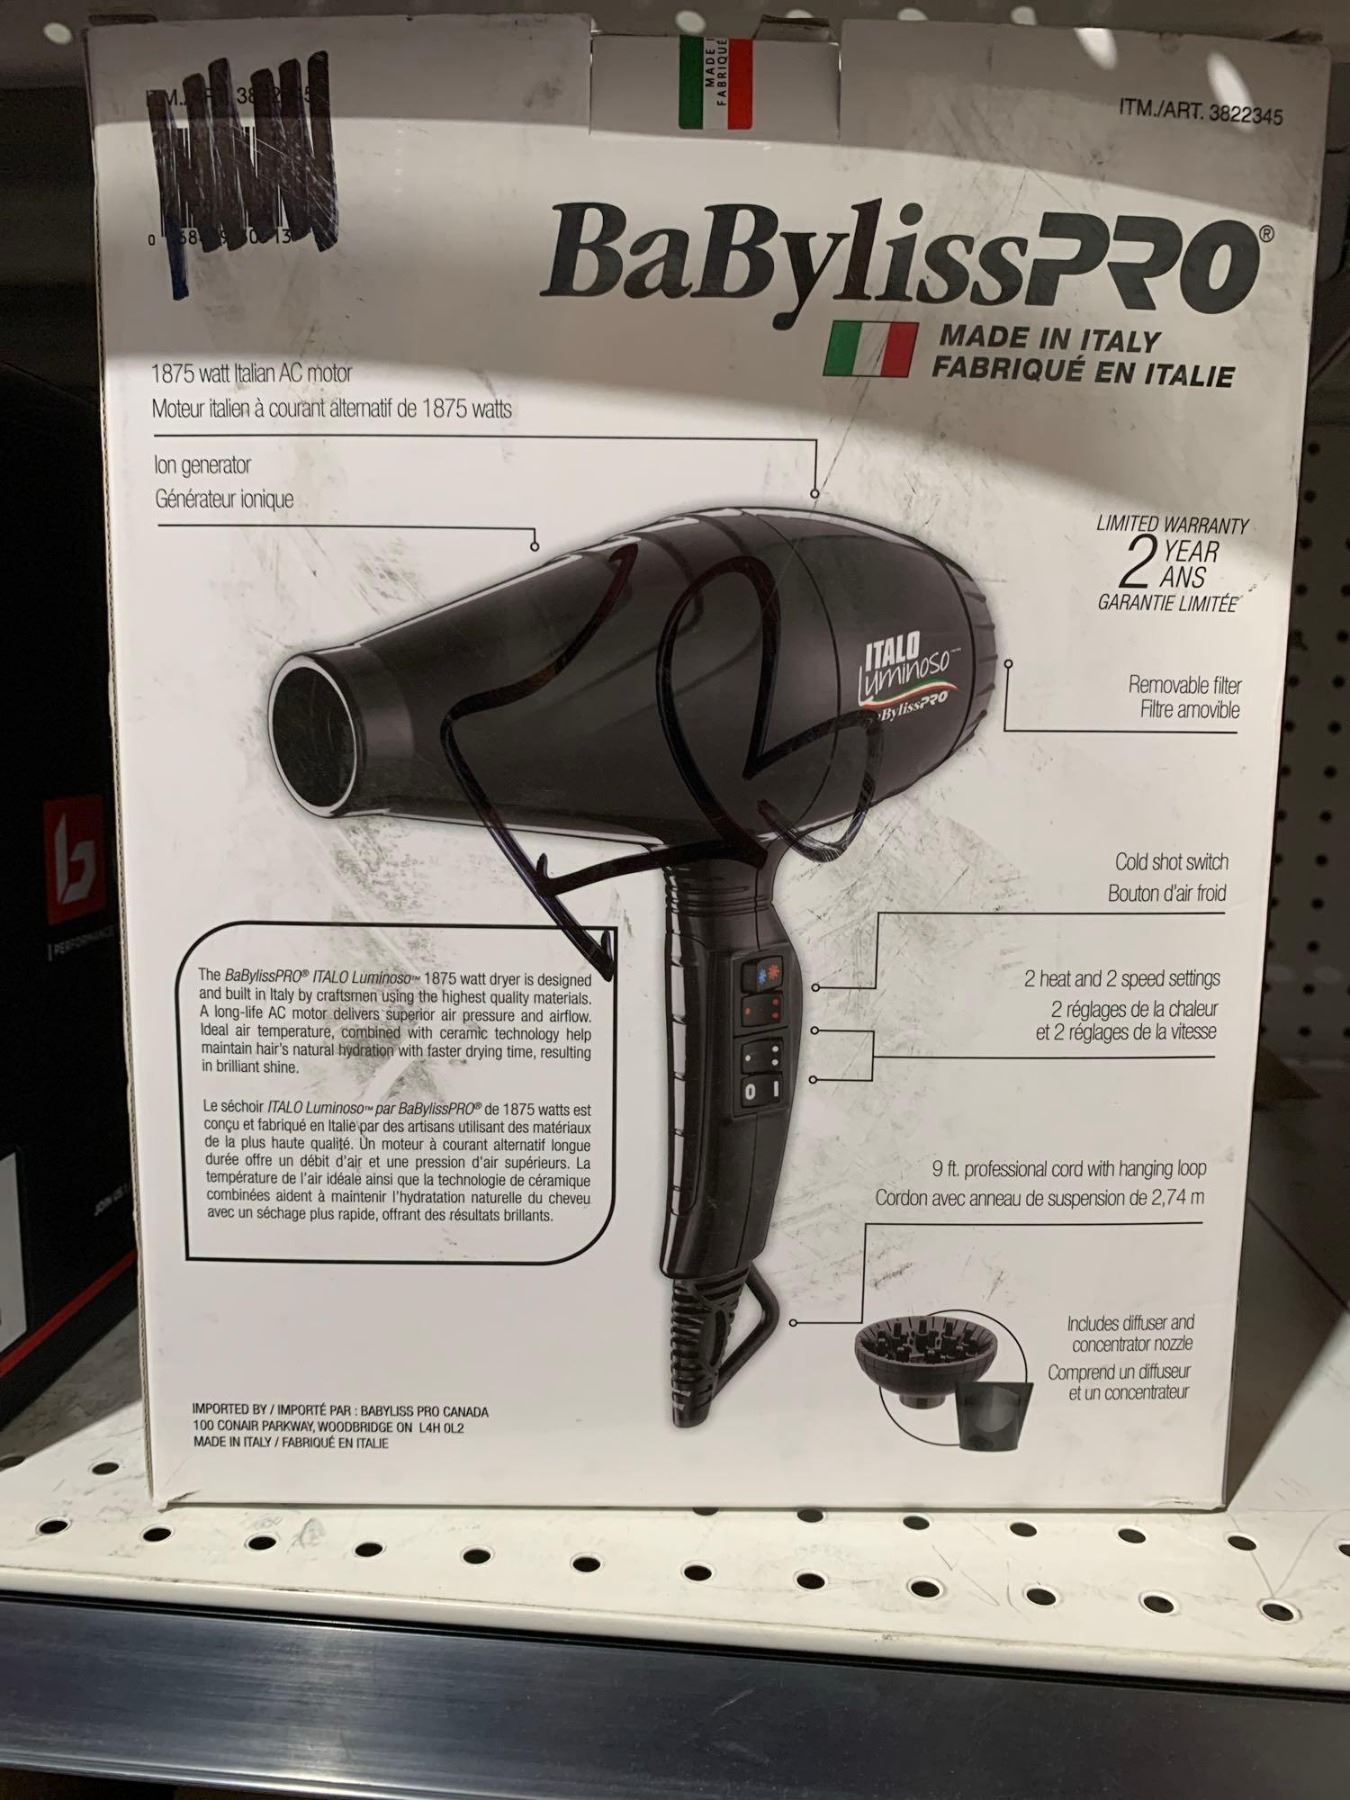 MADE
FABRIQUÉ
ITM./ART. 3822345
BaBylissPRO®
MADE IN ITALY
FABRIQUÉ EN ITALIE
1875 watt Italian AC motor
Moteur italien à courant alternatif de 1875 watts
Ion generator
Générateur ionique
LIMITED WARRANTY
2 YEAR
ANS
GARANTIE LIMITÉE
ITALO
Luminoso™
BaBylissPRO
Removable filter
Filtre amovible
Cold shot switch
Bouton d'air froid
2 heat and 2 speed settings
2 réglages de la chaleur
et 2 réglages de la vitesse
The BaBylissPRO® ITALO Luminoso™ 1875 watt dryer is designed
and built in Italy by craftsmen using the highest quality materials.
A long-life AC motor delivers superior air pressure and airflow.
Ideal air temperature, combined with ceramic technology help
maintain hair's natural hydration with faster drying time, resulting
in brilliant shine.
Le séchoir ITALO Luminoso™ par BaBylissPRO® de 1875 watts est
conçu et fabriqué en Italie par des artisans utilisant des matériaux
de la plus haute qualité. Un moteur à courant alternatif longue
durée offre un débit d'air et une pression d'air supérieurs. La
température de l'air idéale ainsi que la technologie de céramique
combinées aident à maintenir l'hydratation naturelle du cheveu
avec un séchage plus rapide, offrant des résultats brillants.
9 ft. professional cord with hanging loop
Cordon avec anneau de suspension de 2,74 m
Includes diffuser and
concentrator nozzle
Comprend un diffuseur
et un concentrateur
IMPORTED BY / IMPORTÉ PAR : BABYLISS PRO CANADA
100 CONAIR PARKWAY, WOODBRIDGE ON L4H 0L2
MADE IN ITALY / FABRIQUÉ EN ITALIE
PERFORMANCE